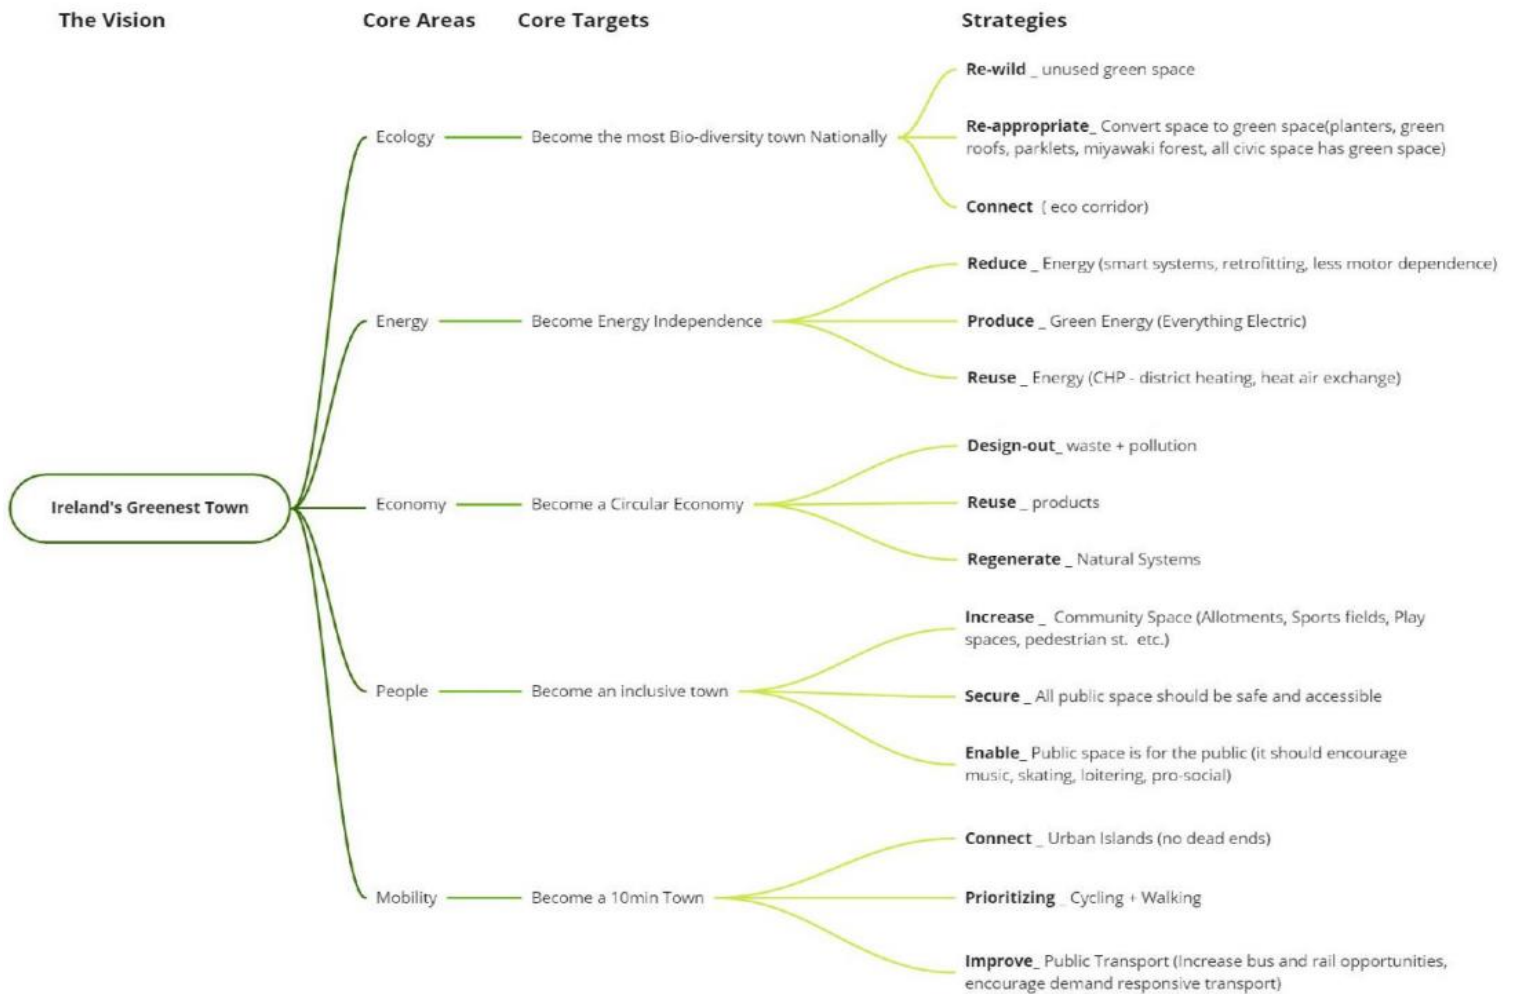 The Vision
Core Areas
Core Targets
Strategies
Ireland's Greenest Town
Ecology
Become the most Bio-diversity town Nationally
Re-wild _ unused green space
Re-appropriate_ Convert space to green space(planters, green
roofs, parklets, miyawaki forest, all civic space has green space)
Connect ( eco corridor)
Energy
Become Energy Independence
Reduce _ Energy (smart systems, retrofitting, less motor dependence)
Produce _ Green Energy (Everything Electric)
Reuse _ Energy (CHP - district heating, heat air exchange)
Economy
Become a Circular Economy
Design-out_ waste + pollution
Reuse _ products
Regenerate _ Natural Systems
People
Become an inclusive town
Increase _ Community Space (Allotments, Sports fields, Play
spaces, pedestrian st. etc.)
Secure _ All public space should be safe and accessible
Enable_ Public space is for the public (it should encourage
music, skating, loitering, pro-social)
Mobility
Become a 10min Town
Connect _ Urban Islands (no dead ends)
Prioritizing _ Cycling + Walking
Improve_ Public Transport (Increase bus and rail opportunities,
encourage demand responsive transport)